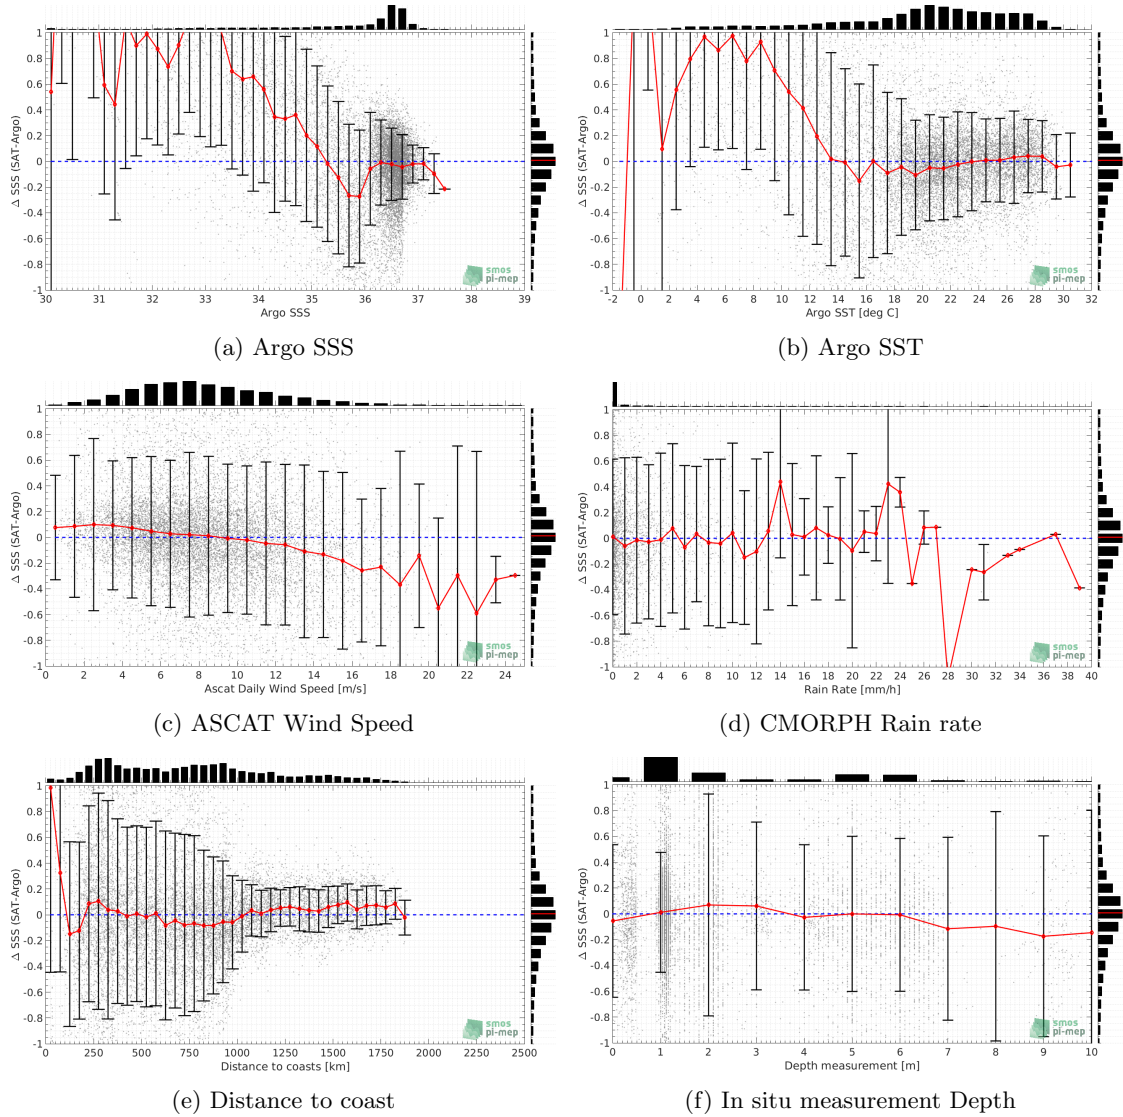 1
0.8
0.6
0.4
0.2
0
-0.2
-0.4
-0.6
-0.8
-1
Δ SSS (SAT-Argo)
30 31 32 33 34 35 36 37 38 39
Argo SSS
smos
pi-mep
(a) Argo SSS
1
0.8
0.6
0.4
0.2
0
-0.2
-0.4
-0.6
-0.8
-1
Δ SSS (SAT-Argo)
-2 0 2 4 6 8 10 12 14 16 18 20 22 24 26 28 30 32
Argo SST [deg C]
smos
pi-mep
(b) Argo SST
1
0.8
0.6
0.4
0.2
0
-0.2
-0.4
-0.6
-0.8
-1
Δ SSS (SAT-Argo)
0 2 4 6 8 10 12 14 16 18 20 22 24
Ascat Daily Wind Speed [m/s]
smos
pi-mep
(c) ASCAT Wind Speed
1
0.8
0.6
0.4
0.2
0
-0.2
-0.4
-0.6
-0.8
-1
Δ SSS (SAT-Argo)
0 2 4 6 8 10 12 14 16 18 20 22 24 26 28 30 32 34 36 38 40
Rain Rate [mm/h]
smos
pi-mep
(d) CMORPH Rain rate
1
0.8
0.6
0.4
0.2
0
-0.2
-0.4
-0.6
-0.8
-1
Δ SSS (SAT-Argo)
0 250 500 750 1000 1250 1500 1750 2000 2250 2500
Distance to coasts [km]
smos
pi-mep
(e) Distance to coast
1
0.8
0.6
0.4
0.2
0
-0.2
-0.4
-0.6
-0.8
-1
Δ SSS (SAT-Argo)
0 1 2 3 4 5 6 7 8 9 10
Depth measurement [m]
smos
pi-mep
(f) In situ measurement Depth